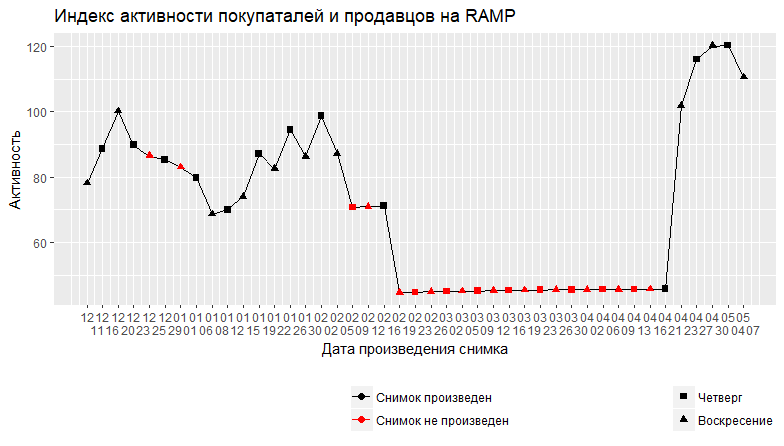 Индекс активности покупаталей и продавцов на RAMP
Активность
120
100
80
60
12 12 12 12 12 12 01 01 01 01 01 01 01 01 01 02 02 02 02 02 02 02 02 03 03 03 03 03 03 03 03 03 04 04 04 04 04 04 04 04 04 05 05
11 16 20 23 25 29 01 06 08 12 15 19 22 26 30 02 05 09 12 16 19 23 26 02 05 09 12 16 19 23 26 30 02 06 09 13 16 21 23 27 30 04 07
Дата произведения снимка
Снимок произведен
Снимок не произведен
Четверг
Воскресение